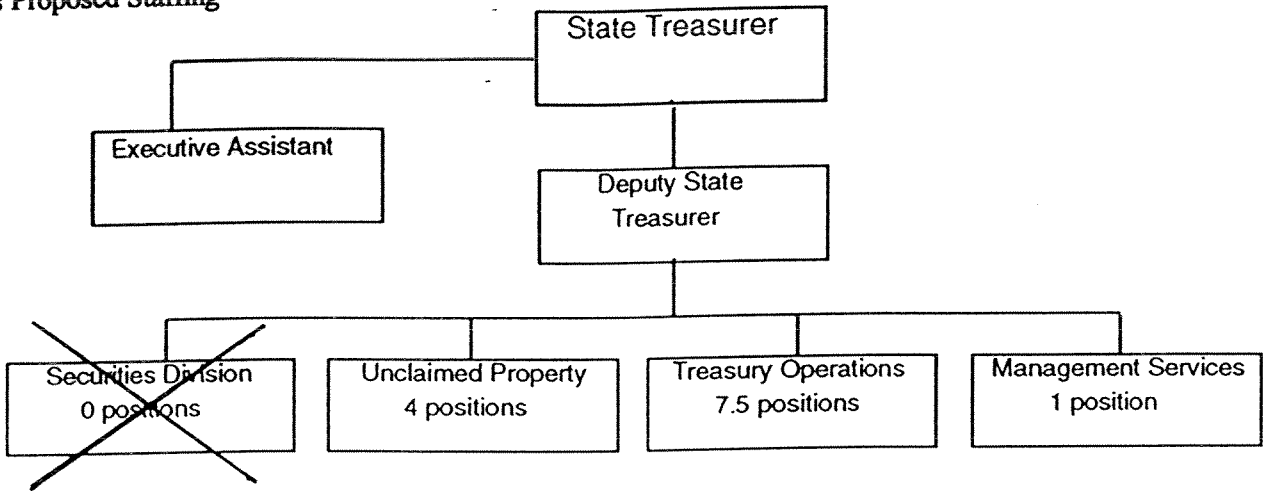 Proposed Staffing
State Treasurer
Executive Assistant
Deputy State
Treasurer
Securities Division
0 positions
Unclaimed Property
4 positions
Treasury Operations
7.5 positions
Management Services
1 position